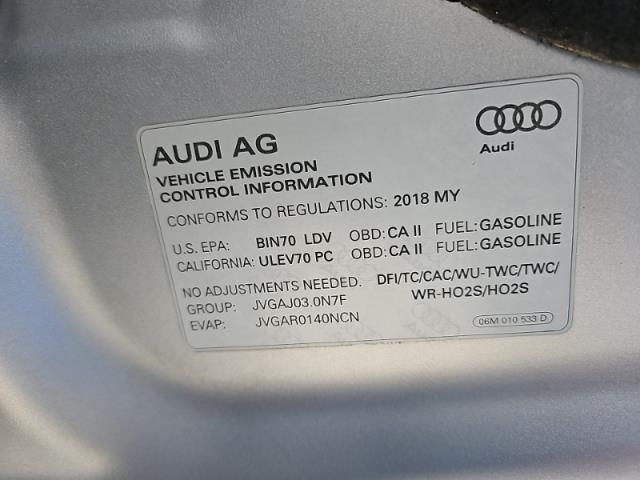 AUDI AG
Audi
VEHICLE EMISSION
CONTROL INFORMATION
CONFORMS TO REGULATIONS: 2018 MY
U.S. EPA: BIN70 LDV OBD: CA II FUEL: GASOLINE
CALIFORNIA: ULEV70 PC OBD: CA II FUEL: GASOLINE
NO ADJUSTMENTS NEEDED. DFI/TC/CAC/WU-TWC/TWC/
GROUP: JVGAJ03.0N7F WR-HO2S/HO2S
EVAP: JVGAR0140NCN
06M 010 533 D